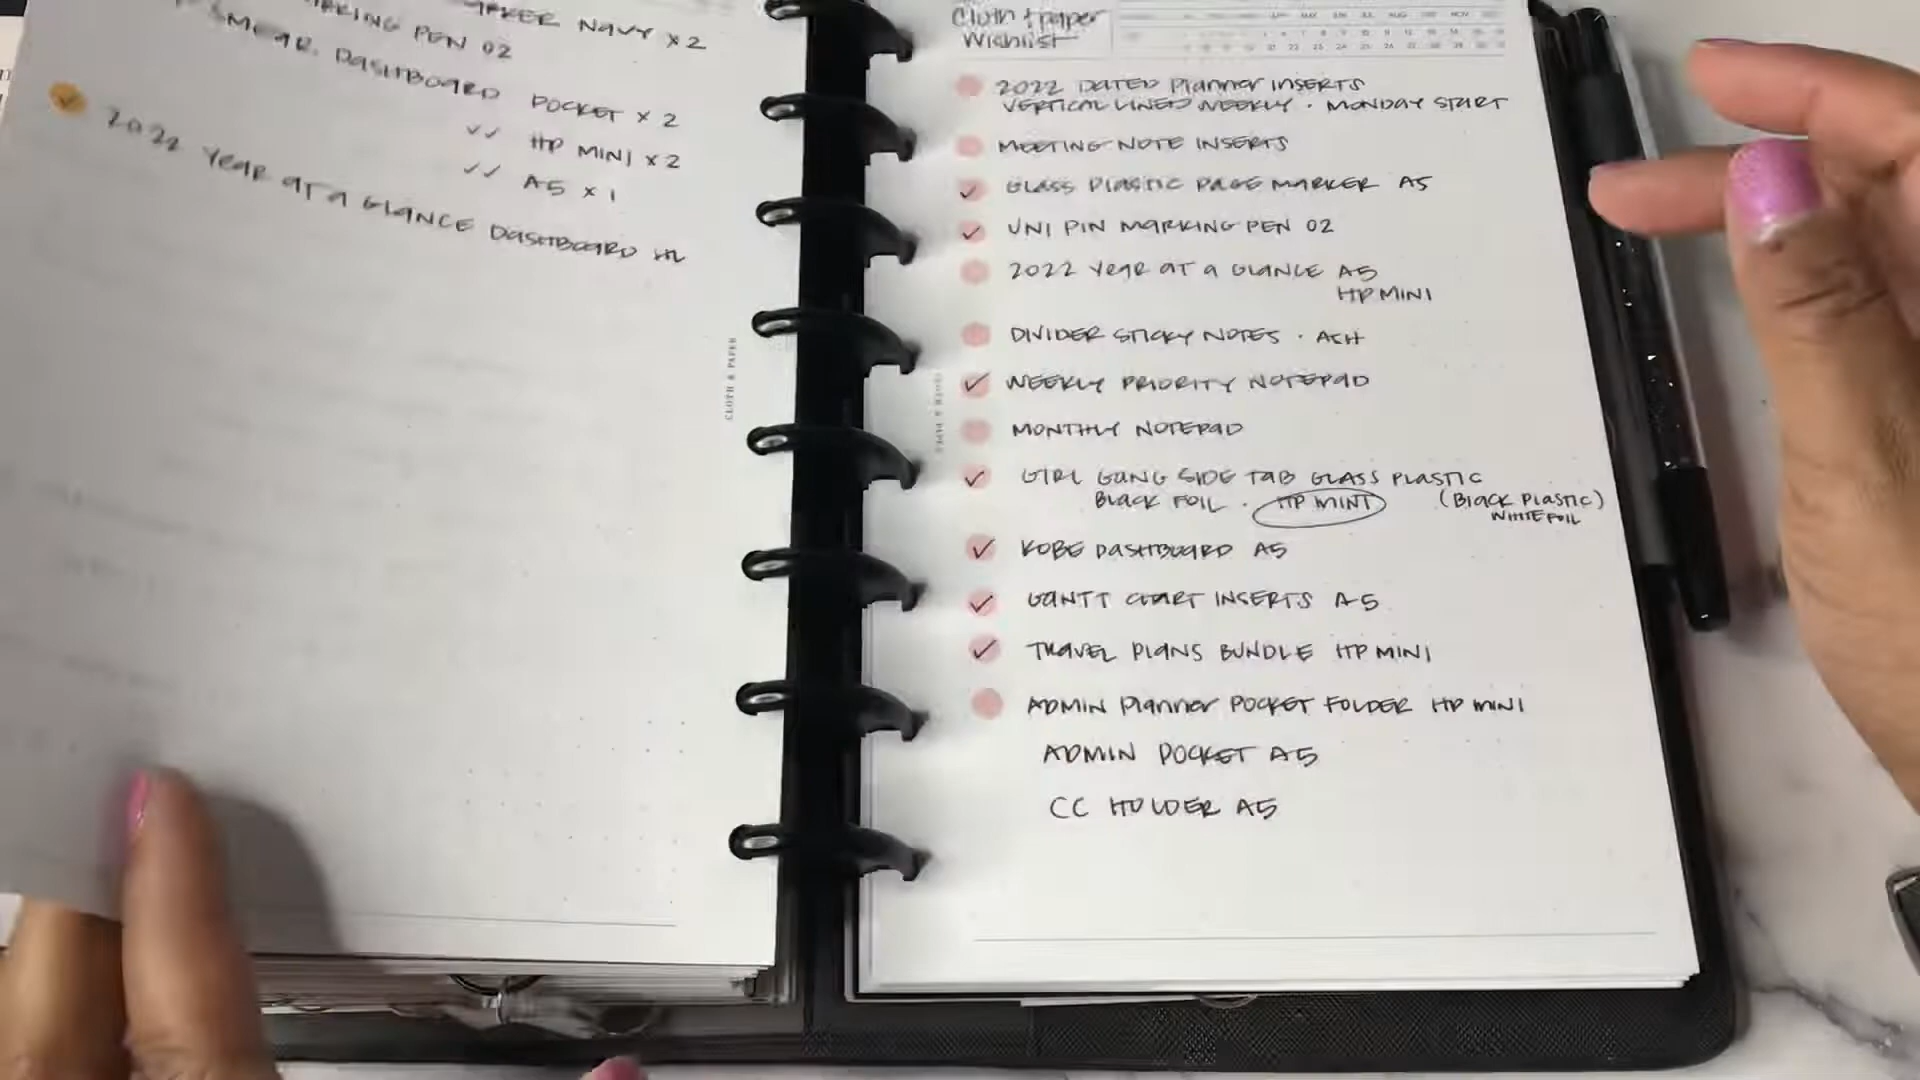 NAVY x 2
PEN 02
DASHBOARD POCKET x 2
✓✓ HP MINI x 2
✓✓ A5 x 1
✓ 2022 Year at a Glance DASHBOARD
CLOTH & PAPER
Cloth + paper
Wishlist
2022 DATED Planner INSERTS
VERTICAL LINED WEEKLY . MONDAY START
MEETING NOTE INSERTS
✓ GLASS PLASTIC PAGE MARKER A5
✓ UNI PIN MARKING PEN 02
2022 YEAR AT A GLANCE A5
HP MINI
DIVIDER STICKY NOTES . ASH
✓ WEEKLY PRIORITY NOTEPAD
MONTHLY NOTEPAD
✓ GIRL GANG SIDE TAB GLASS PLASTIC
BLACK FOIL . HP MINI (BLACK PLASTIC)
WHITE FOIL
✓ KOBE DASHBOARD A5
✓ GANTT CHART INSERTS A5
✓ TRAVEL PLANS BUNDLE HP MINI
ADMIN Planner POCKET FOLDER HP MINI
ADMIN POCKET A5
CC HOLDER A5